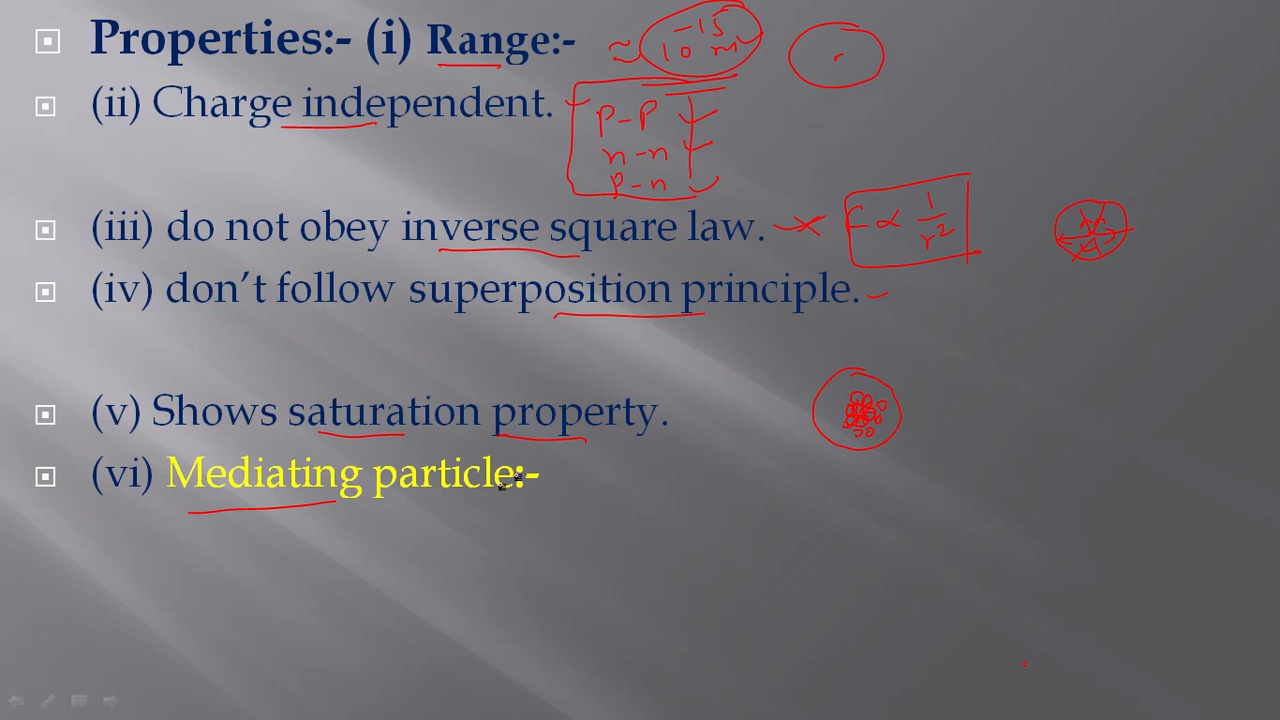 Properties:- (i) Range:- ≈ 10⁻¹⁵ m
(ii) Charge independent.
P-P
n-n
P-n
(iii) do not obey inverse square law. F ∝ 1/r²
(iv) don't follow superposition principle.
(v) Shows saturation property.
(vi) Mediating particle:-